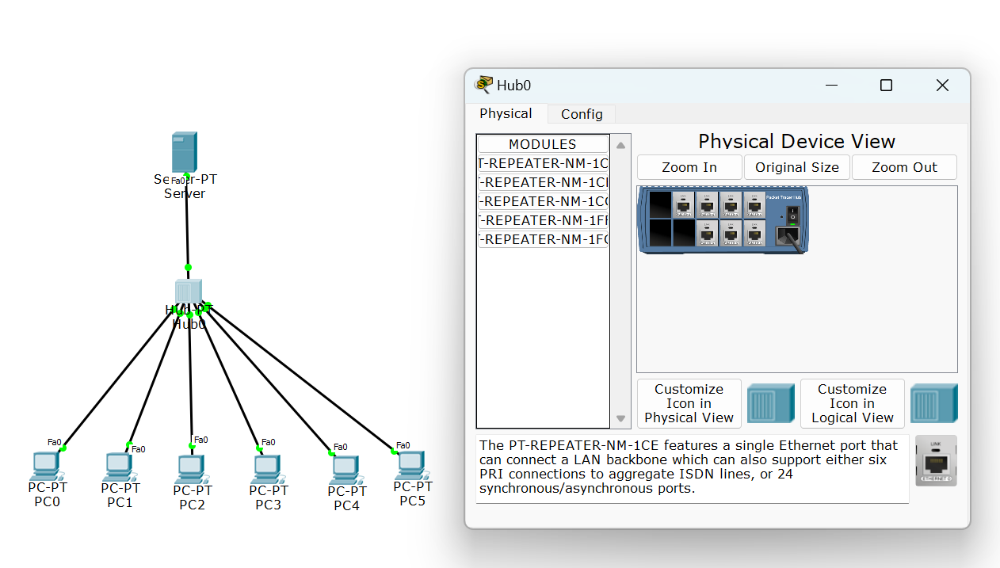 Hub0
Physical
Config
MODULES
T-REPEATER-NM-1C
-REPEATER-NM-1CE
-REPEATER-NM-1CG
-REPEATER-NM-1FF
-REPEATER-NM-1FG
Physical Device View
Zoom In
Original Size
Zoom Out
Packet Tracer Hub
Customize
Icon in
Physical View
Customize
Icon in
Logical View
The PT-REPEATER-NM-1CE features a single Ethernet port that
can connect a LAN backbone which can also support either six
PRI connections to aggregate ISDN lines, or 24
synchronous/asynchronous ports.
LINK
ETHERNET 0
Server-PT
Fa0
Server
Hub-PT
Hub0
Fa0
PC-PT
PC0
Fa0
PC-PT
PC1
Fa0
PC-PT
PC2
Fa0
PC-PT
PC3
Fa0
PC-PT
PC4
Fa0
PC-PT
PC5